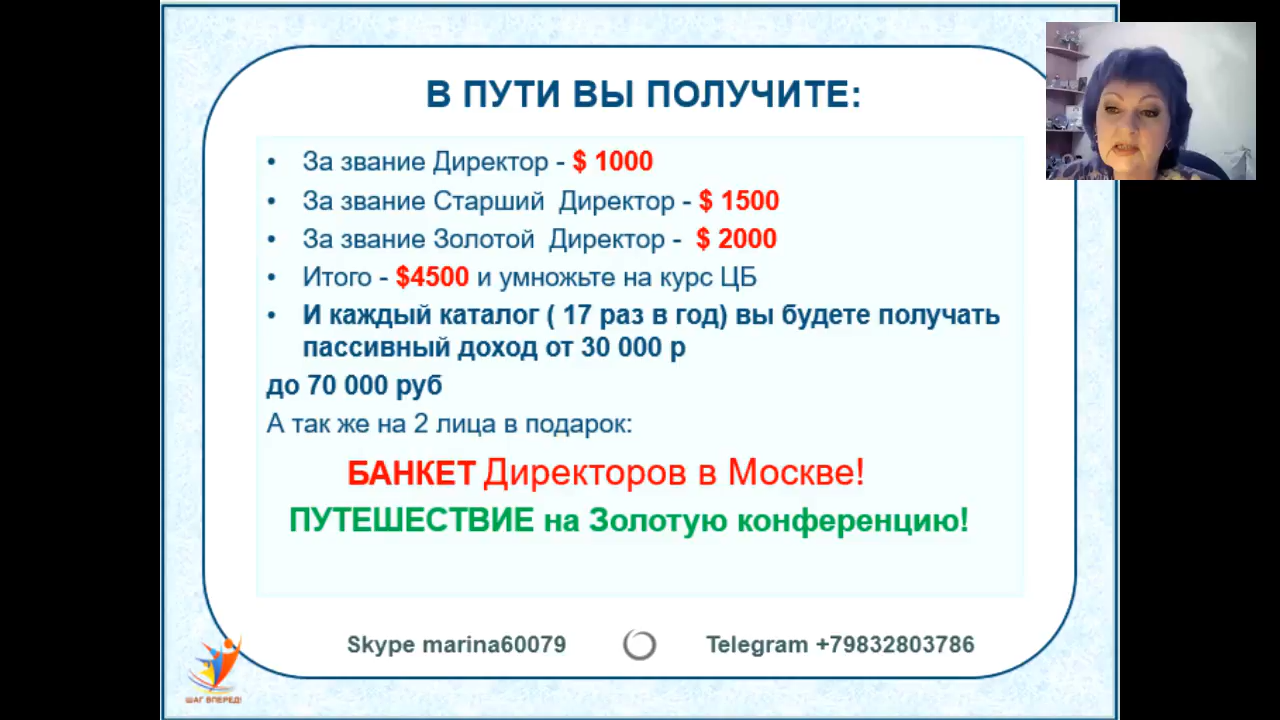 В ПУТИ ВЫ ПОЛУЧИТЕ:
• За звание Директор - $ 1000
• За звание Старший Директор - $ 1500
• За звание Золотой Директор - $ 2000
• Итого - $4500 и умножьте на курс ЦБ
• И каждый каталог ( 17 раз в год) вы будете получать
пассивный доход от 30 000 р
до 70 000 руб
А так же на 2 лица в подарок:
БАНКЕТ Директоров в Москве!
ПУТЕШЕСТВИЕ на Золотую конференцию!
Skype marina60079 Telegram +79832803786
ШАГ ВПЕРЕД!